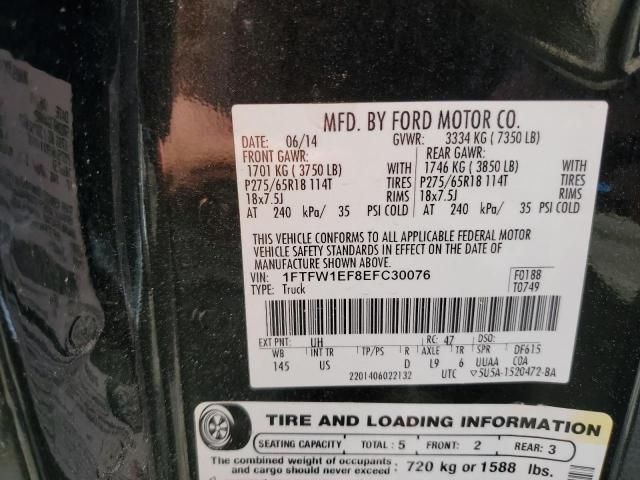 MFD. BY FORD MOTOR CO.
DATE: 06/14 GVWR: 3334 KG ( 7350 LB)
FRONT GAWR: REAR GAWR:
1701 KG ( 3750 LB) WITH 1746 KG ( 3850 LB) WITH
P275/65R18 114T TIRES P275/65R18 114T TIRES
18x7.5J RIMS 18x7.5J RIMS
AT 240 kPa/ 35 PSI COLD AT 240 kPa/ 35 PSI COLD
THIS VEHICLE CONFORMS TO ALL APPLICABLE FEDERAL MOTOR
VEHICLE SAFETY STANDARDS IN EFFECT ON THE DATE OF
MANUFACTURE SHOWN ABOVE.
VIN: 1FTFW1EF8EFC30076 F0188
TYPE: Truck T0749
EXT PNT: UH RC: 47 DSO:
WB INT TR TP/PS R AXLE TR SPR DF615
145 US D L9 6 UUAA CDA
2201406022132 UTC 5U5A-1520472-BA
TIRE AND LOADING INFORMATION
SEATING CAPACITY TOTAL: 5 FRONT: 2 REAR: 3
The combined weight of occupants
and cargo should never exceed: 720 kg or 1588 lbs.